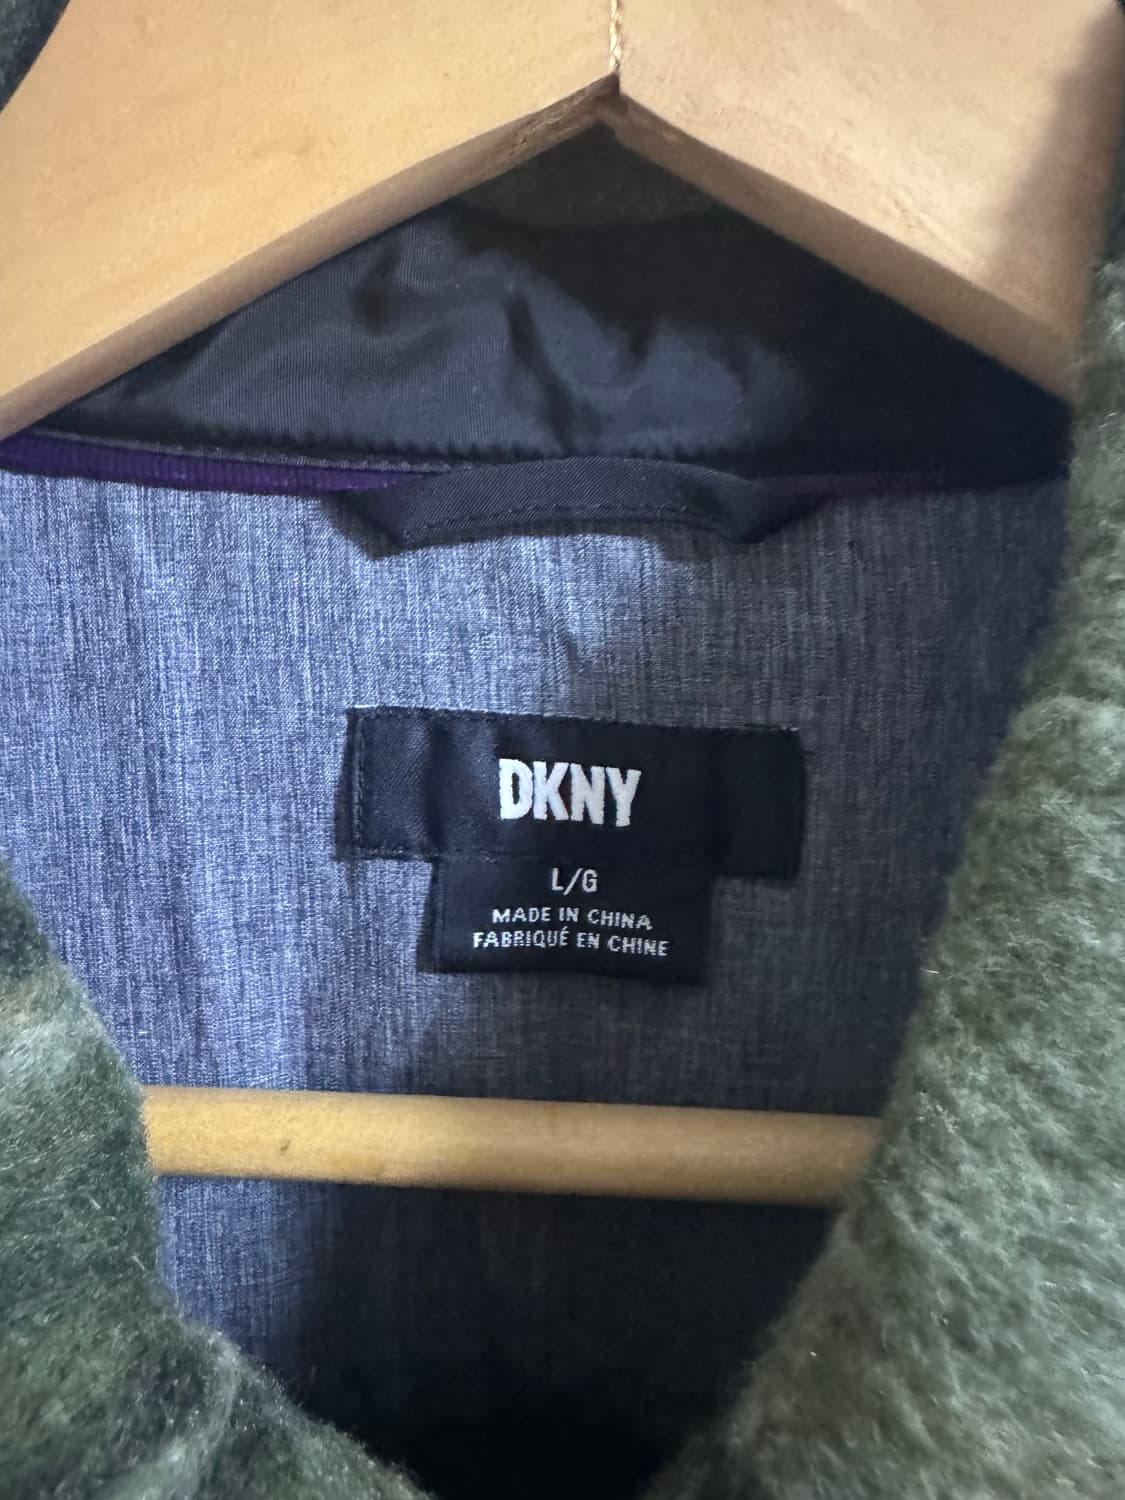 DKNY
L/G
MADE IN CHINA
FABRIQUÉ EN CHINE